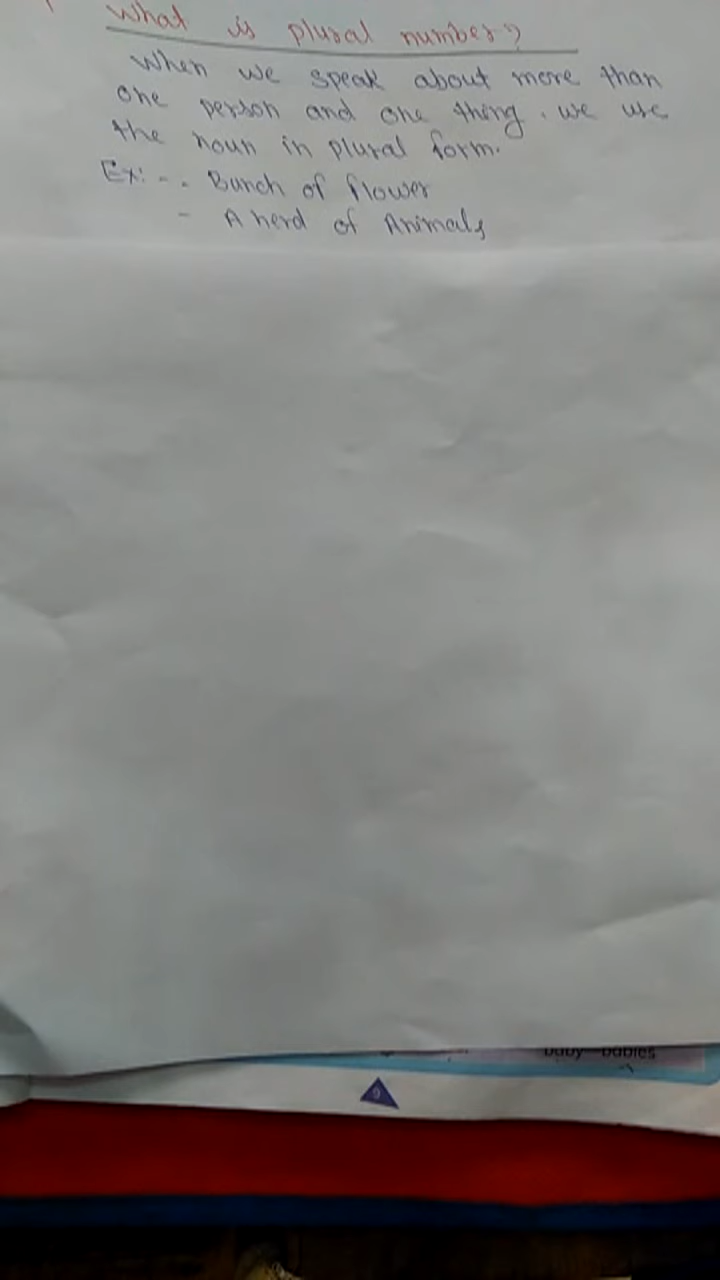 What is plural number?
When we speak about more than
one person and one thing, we use
the noun in plural form.
Ex: - - Bunch of flower
- A herd of Animals
baby babies
9